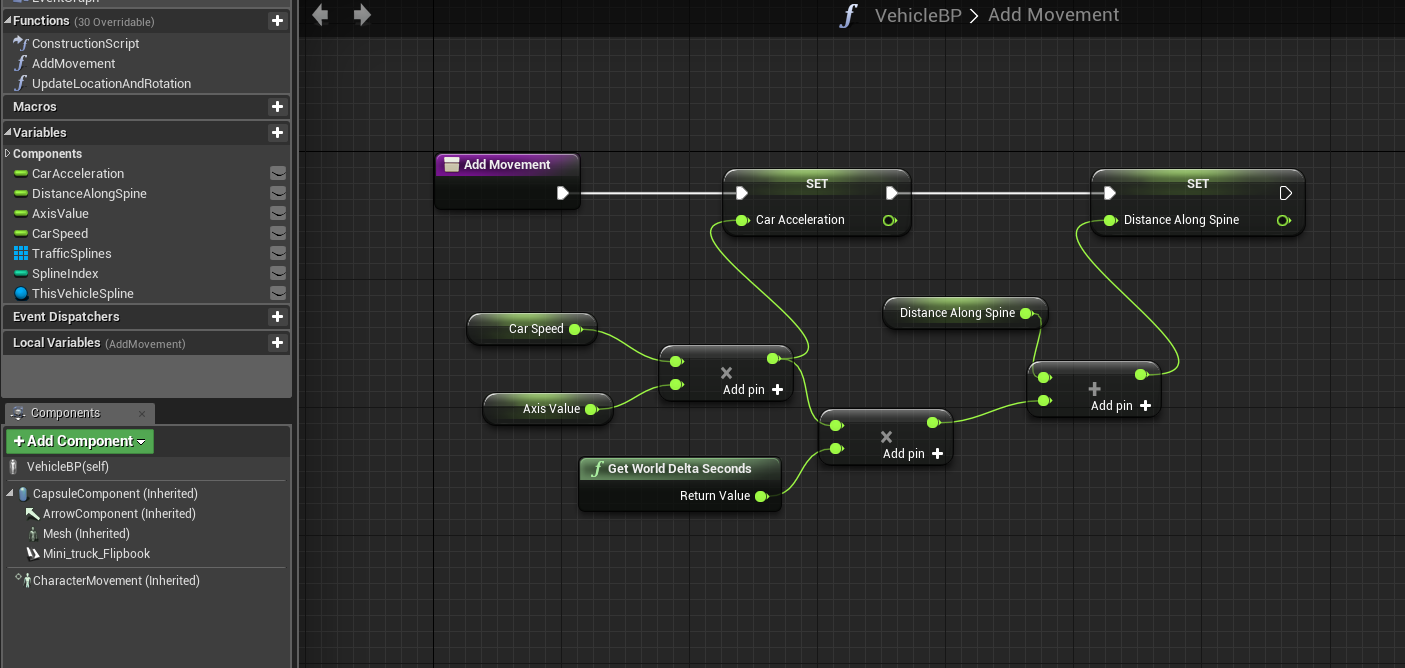 EventGraph
Functions (30 Overridable)
ConstructionScript
AddMovement
UpdateLocationAndRotation
Macros
Variables
Components
CarAcceleration
DistanceAlongSpine
AxisValue
CarSpeed
TrafficSplines
SplineIndex
ThisVehicleSpline
Event Dispatchers
Local Variables (AddMovement)
Components
Add Component
VehicleBP(self)
CapsuleComponent (Inherited)
ArrowComponent (Inherited)
Mesh (Inherited)
Mini_truck_Flipbook
CharacterMovement (Inherited)
VehicleBP > Add Movement
Add Movement
SET
Car Acceleration
SET
Distance Along Spine
Car Speed
Axis Value
Add pin
Get World Delta Seconds
Return Value
Add pin
Distance Along Spine
Add pin